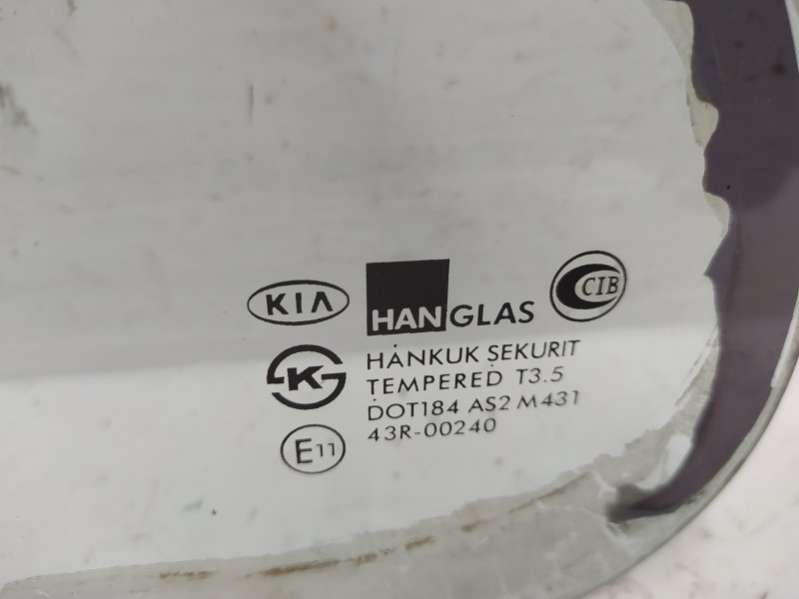 KIA HANGLAS CIB
K HANKUK SEKURIT
TEMPERED T3.5
DOT184 AS2 M431
E11 43R-00240